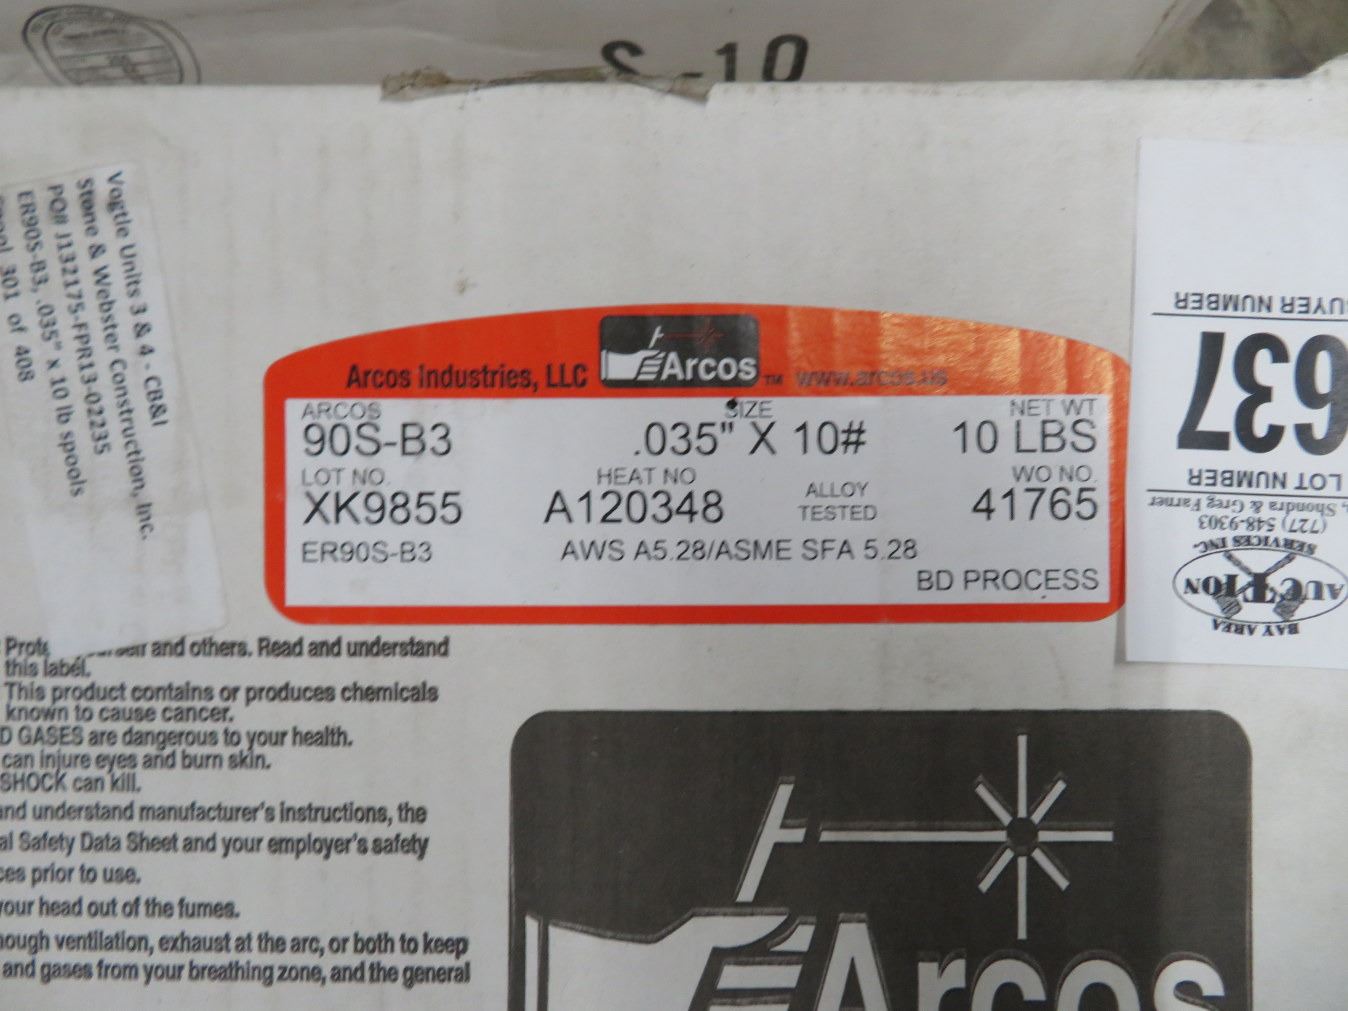 S -10
Vogtle Units 3 & 4 - CB&I
Stone & Webster Construction, Inc.
PO# J132175-FPR13-02235
ER90S-B3, .035" x 10 lb spools
301 of 408
Arcos Industries, LLC Arcos TM www.arcos.us
ARCOS SIZE NET WT
90S-B3 .035" X 10# 10 LBS
LOT NO. HEAT NO ALLOY TESTED WO NO.
XK9855 A120348 41765
ER90S-B3 AWS A5.28/ASME SFA 5.28
BD PROCESS
BAY AREA
AUCTION
SERVICES INC.
(727) 548-9303
Shondra & Greg Farner
LOT NUMBER
637
UYER NUMBER
and others. Read and understand
this label.
This product contains or produces chemicals
known to cause cancer.
D GASES are dangerous to your health.
can injure eyes and burn skin.
SHOCK can kill.
and understand manufacturer's instructions, the
al Safety Data Sheet and your employer's safety
ces prior to use.
your head out of the fumes.
nough ventilation, exhaust at the arc, or both to keep
and gases from your breathing zone, and the general
Arcos